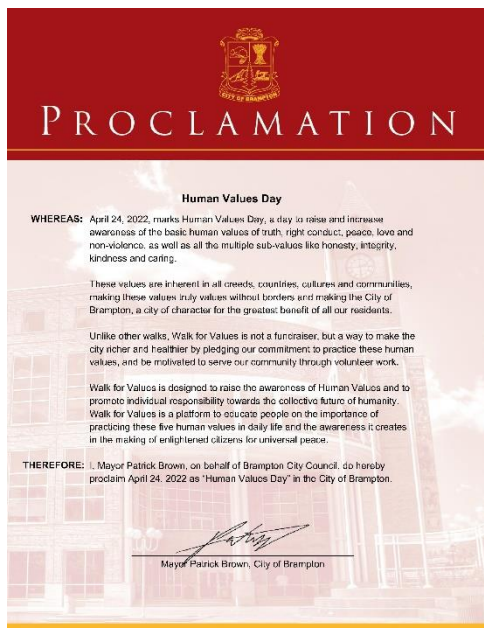 CITY OF BRAMPTON
PROCLAMATION
Human Values Day
WHEREAS: April 24, 2022, marks Human Values Day, a day to raise and increase
awareness of the basic human values of truth, right conduct, peace, love and
non-violence, as well as all the multiple sub-values like honesty, integrity,
kindness and caring.
These values are inherent in all creeds, countries, cultures and communities,
making these values truly values without borders and making the City of
Brampton, a city of character for the greatest benefit of all our residents.
Unlike other walks, Walk for Values is not a fundraiser, but a way to make the
city richer and healthier by pledging our commitment to practice these human
values, and be motivated to serve our community through volunteer work.
Walk for Values is designed to raise the awareness of Human Values and to
promote individual responsibility towards the collective future of humanity.
Walk for Values is a platform to educate people on the importance of
practicing these five human values in daily life and the awareness it creates
in the making of enlightened citizens for universal peace.
THEREFORE: I, Mayor Patrick Brown, on behalf of Brampton City Council, do hereby
proclaim April 24, 2022 as "Human Values Day" in the City of Brampton.
Mayor Patrick Brown, City of Brampton